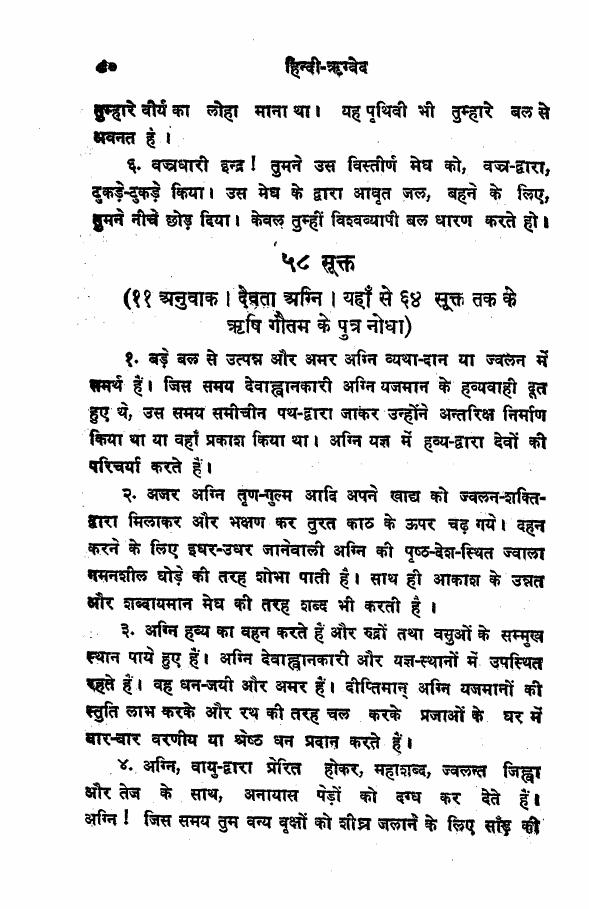 ८० हिन्दी-ऋग्वेद
तुम्हारे वीर्य का लोहा माना था। यह पृथिवी भी तुम्हारे बल से
अवनत है ।
६. वज्रधारी इन्द्र! तुमने उस विस्तीर्ण मेघ को, वज्र-द्वारा,
टुकड़े-टुकड़े किया। उस मेघ के द्वारा आवृत जल, बहने के लिए,
तुमने नीचे छोड़ दिया। केवल तुम्हीं विश्वव्यापी बल धारण करते हो।
५८ सूक्त
(११ अनुवाक । देवता अग्नि । यहाँ से ६४ सूक्त तक के
ऋषि गौतम के पुत्र नोधा)
१. बड़े बल से उत्पन्न और अमर अग्नि व्यथा-दान या ज्वलन में
समर्थ हैं। जिस समय देवाह्वानकारी अग्नि यजमान के हव्यवाही दूत
हुए थे, उस समय समीचीन पथ-द्वारा जाकर उन्होंने अन्तरिक्ष निर्माण
किया था या वहाँ प्रकाश किया था। अग्नि यज्ञ में हव्य-द्वारा देवों की
परिचर्या करते हैं।
२. अजर अग्नि तृण-गुल्म आदि अपने खाद्य को ज्वलन-शक्ति-
द्वारा मिलाकर और भक्षण कर तुरत काठ के ऊपर चढ़ गये। दहन
करने के लिए इधर-उधर जानेवाली अग्नि की पृष्ठ-देश-स्थित ज्वाला
गमनशील घोड़े की तरह शोभा पाती है। साथ ही आकाश के उन्नत
और शब्दायमान मेघ की तरह शब्द भी करती है ।
३. अग्नि हव्य का वहन करते हैं और रुद्रों तथा वसुओं के सम्मुख
स्थान पाये हुए हैं। अग्नि देवाह्वानकारी और यज्ञ-स्थानों में उपस्थित
रहते हैं। वह धन-जयी और अमर हैं। दीप्तिमान् अग्नि यजमानों की
स्तुति लाभ करके और रथ की तरह चल करके प्रजाओं के घर में
बार-बार वरणीय या श्रेष्ठ धन प्रदान करते हैं।
४. अग्नि, वायु-द्वारा प्रेरित होकर, महाशब्द, ज्वलन्त जिह्वा
और तेज के साथ, अनायास पेड़ों को दग्ध कर देते हैं।
अग्नि! जिस समय तुम वन्य वृक्षों को शीघ्र जलाने के लिए साँड़ की